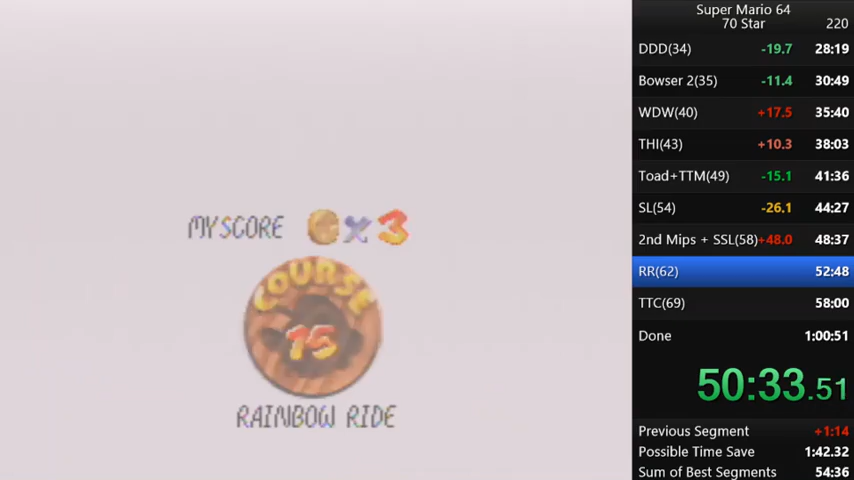 Super Mario 64
70 Star 220
DDD(34) -19.7 28:19
Bowser 2(35) -11.4 30:49
WDW(40) +17.5 35:40
THI(43) +10.3 38:03
Toad+TTM(49) -15.1 41:36
SL(54) -26.1 44:27
2nd Mips + SSL(58) +48.0 48:37
RR(62) 52:48
TTC(69) 58:00
Done 1:00:51
50:33.51
Previous Segment +1:14
Possible Time Save 1:42.32
Sum of Best Segments 54:36
MY SCORE x 3
COURSE
15
RAINBOW RIDE